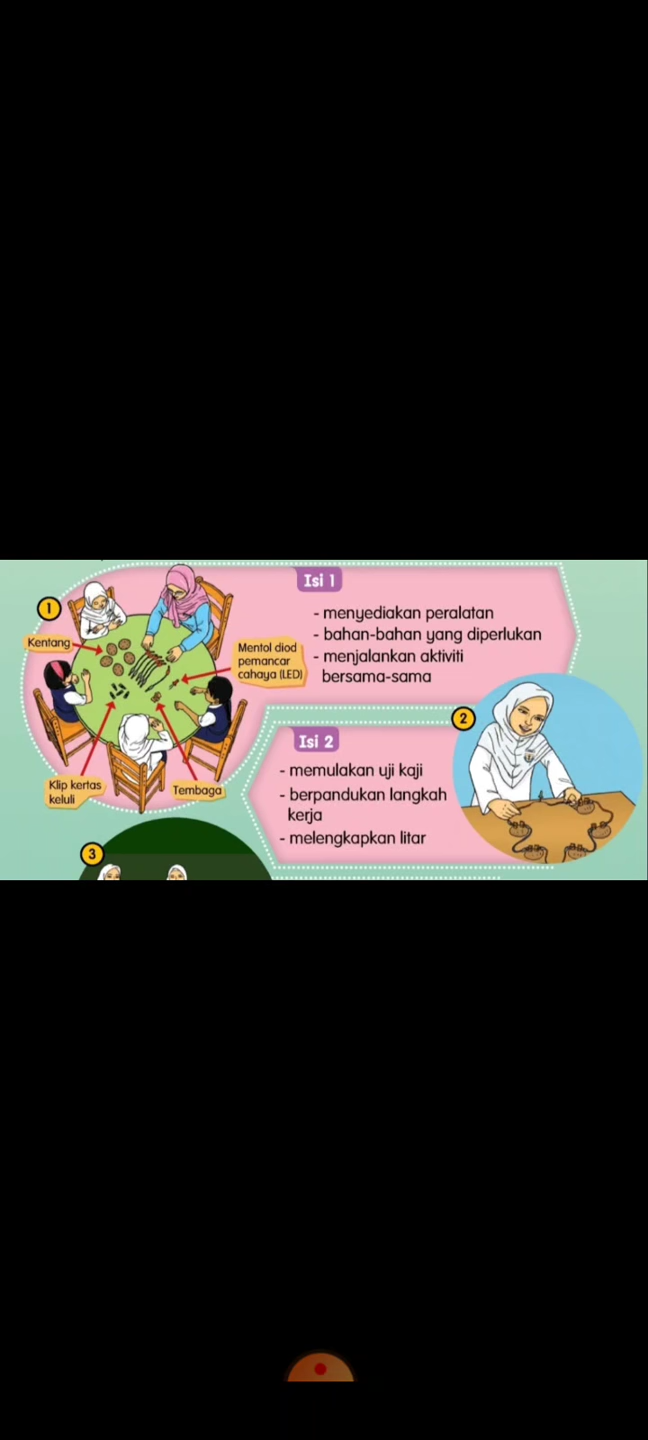 1
Isi 1
Kentang
- menyediakan peralatan
- bahan-bahan yang diperlukan
- menjalankan aktiviti
bersama-sama
Mentol diod
pemancar
cahaya (LED)
Klip kertas
keluli
Tembaga
2
Isi 2
- memulakan uji kaji
- berpandukan langkah
kerja
- melengkapkan litar
3